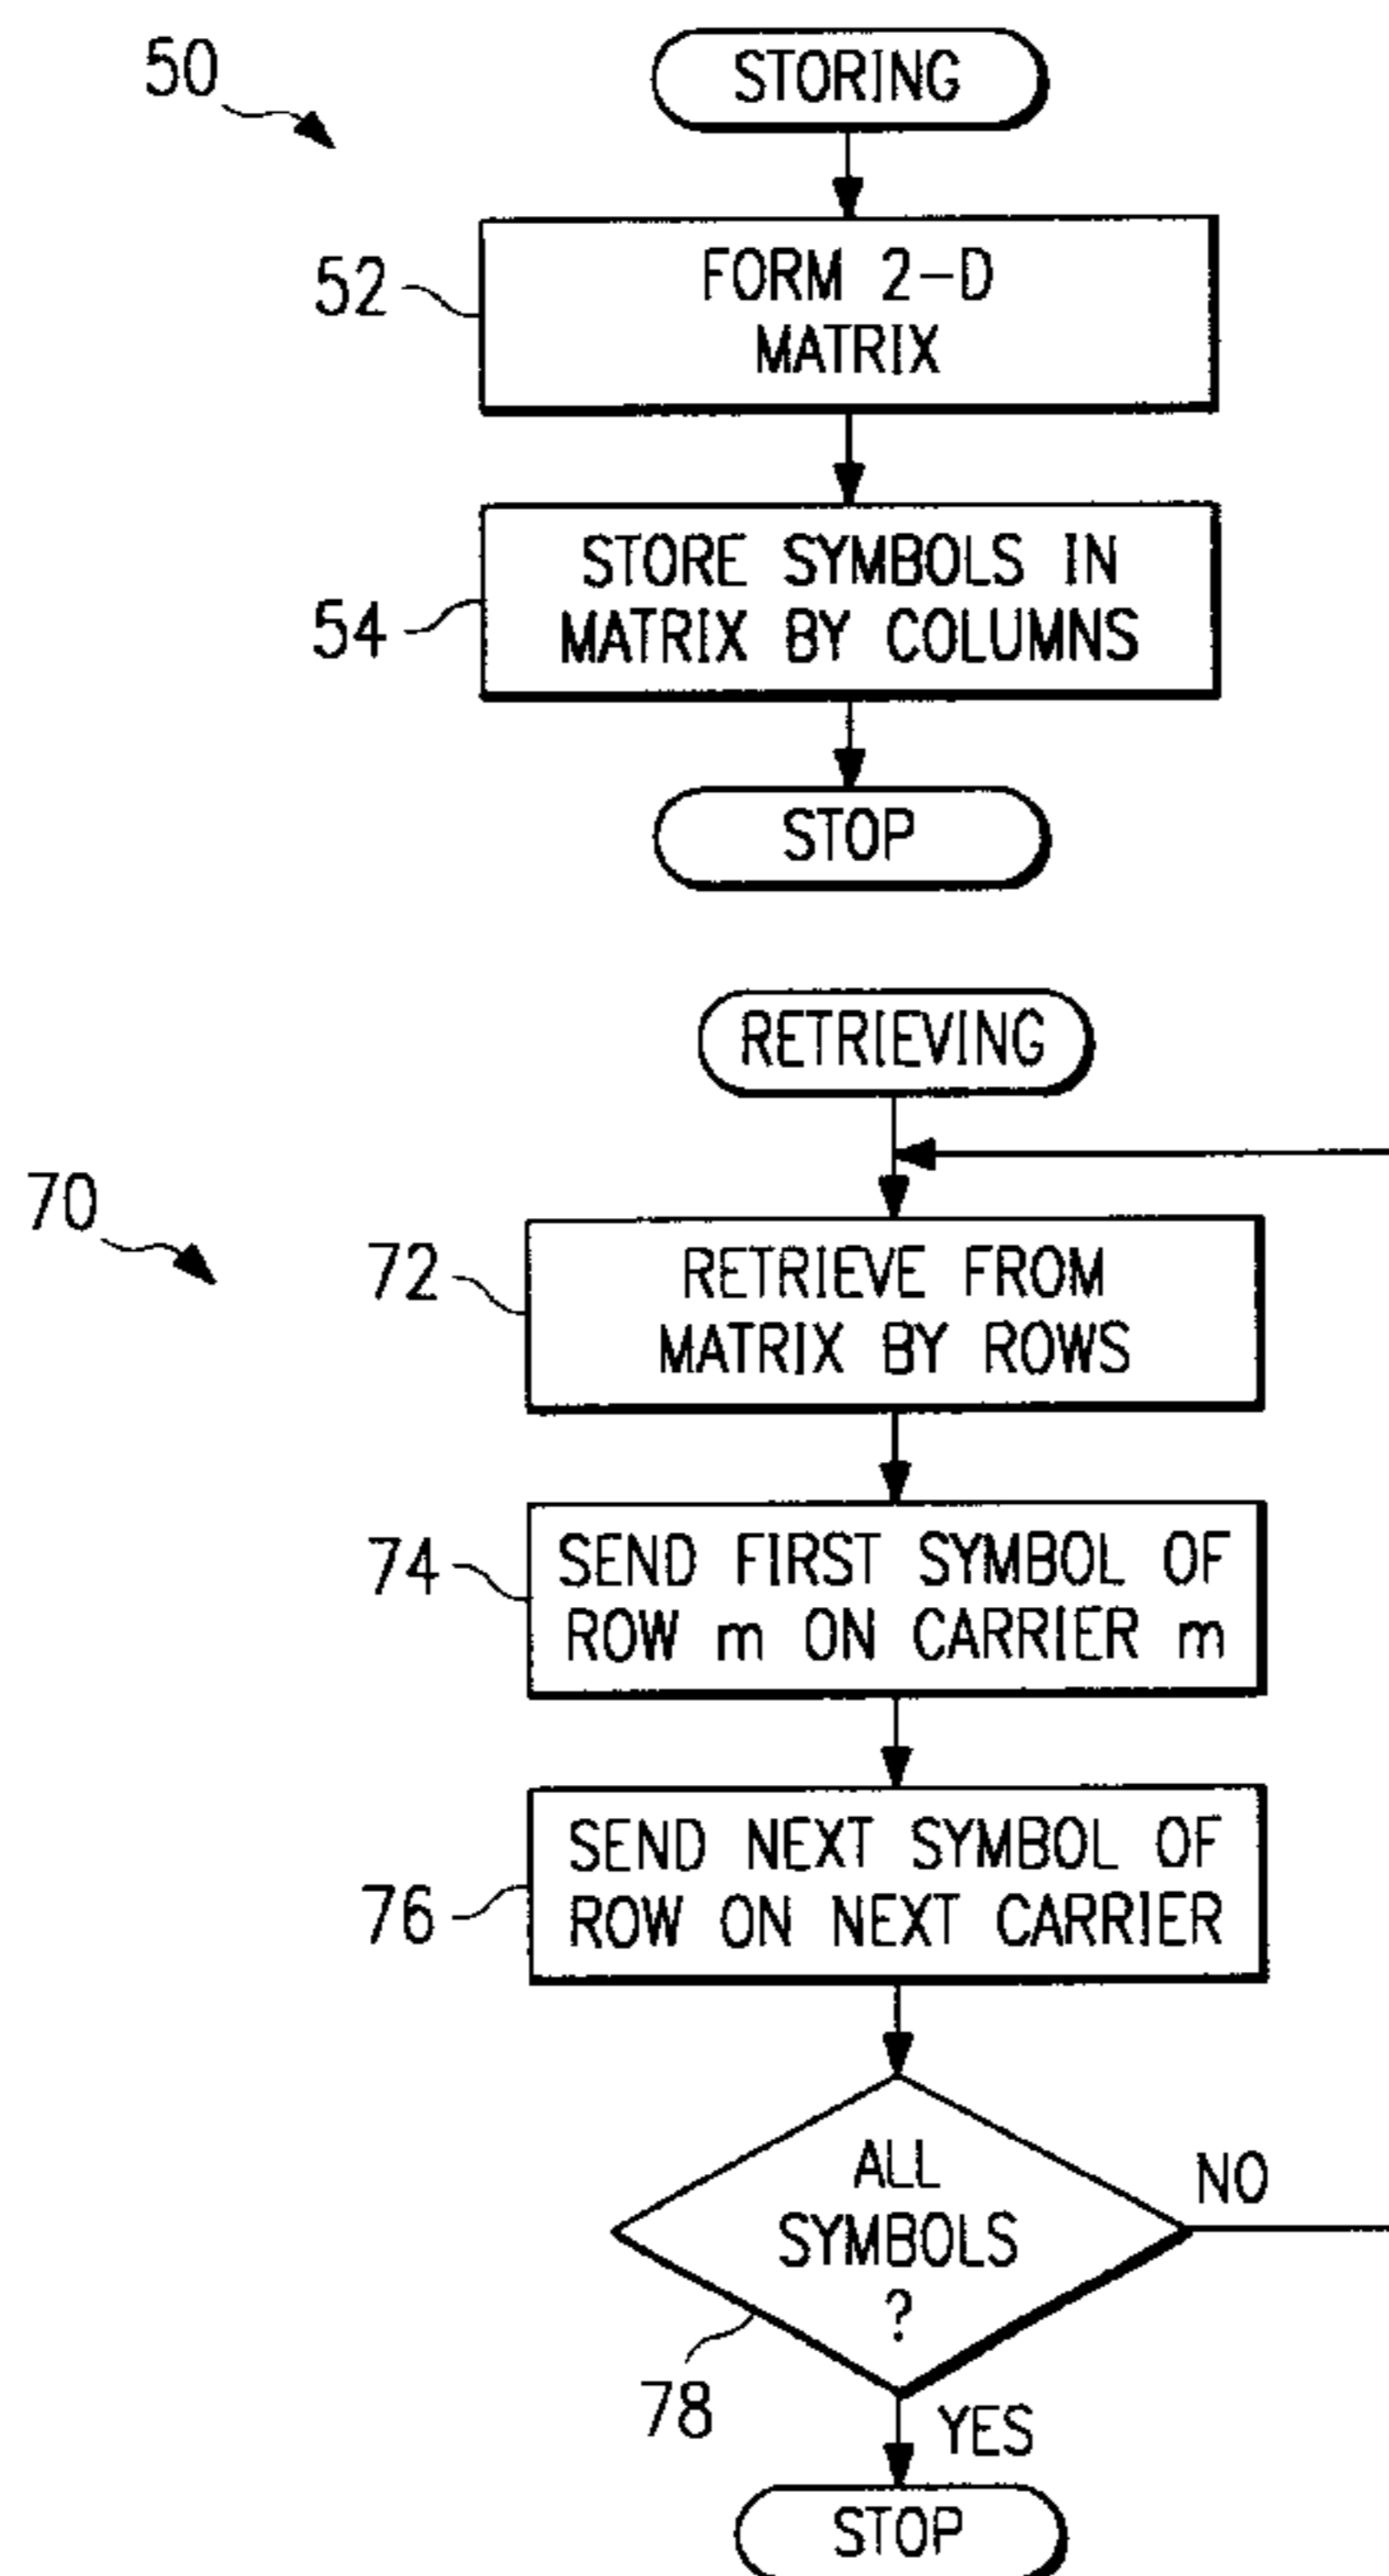 50
STORING
52
FORM 2-D
MATRIX
54
STORE SYMBOLS IN
MATRIX BY COLUMNS
STOP
RETRIEVING
70
72
RETRIEVE FROM
MATRIX BY ROWS
74
SEND FIRST SYMBOL OF
ROW m ON CARRIER m
76
SEND NEXT SYMBOL OF
ROW ON NEXT CARRIER
ALL
SYMBOLS
?
NO
78
YES
STOP